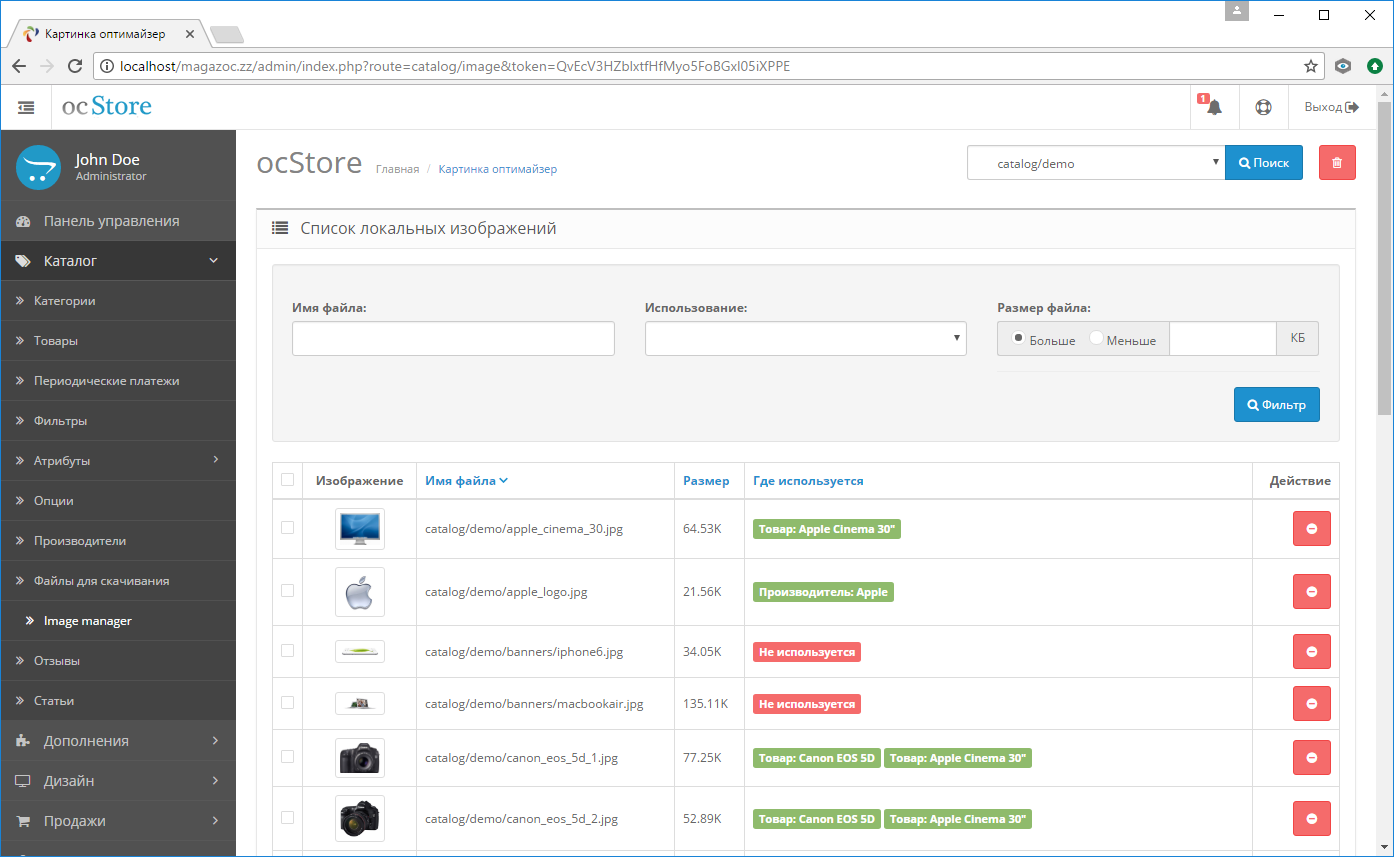 Картинка оптимайзер
localhost/magazoc.zz/admin/index.php?route=catalog/image&token=QvEcV3HZbIxtfHfMyo5FoBGxl05iXPPE
ocStore
1
Выход
John Doe
Administrator
Панель управления
Каталог
Категории
Товары
Периодические платежи
Фильтры
Атрибуты
Опции
Производители
Файлы для скачивания
Image manager
Отзывы
Статьи
Дополнения
Дизайн
Продажи
ocStore Главная / Картинка оптимайзер
catalog/demo Поиск
Список локальных изображений
Имя файла: Использование: Размер файла:
Больше Меньше КБ
Фильтр
Изображение Имя файла Размер Где используется Действие
catalog/demo/apple_cinema_30.jpg 64.53K Товар: Apple Cinema 30"
catalog/demo/apple_logo.jpg 21.56K Производитель: Apple
catalog/demo/banners/iphone6.jpg 34.05K Не используется
catalog/demo/banners/macbookair.jpg 135.11K Не используется
catalog/demo/canon_eos_5d_1.jpg 77.25K Товар: Canon EOS 5D Товар: Apple Cinema 30"
catalog/demo/canon_eos_5d_2.jpg 52.89K Товар: Canon EOS 5D Товар: Apple Cinema 30"